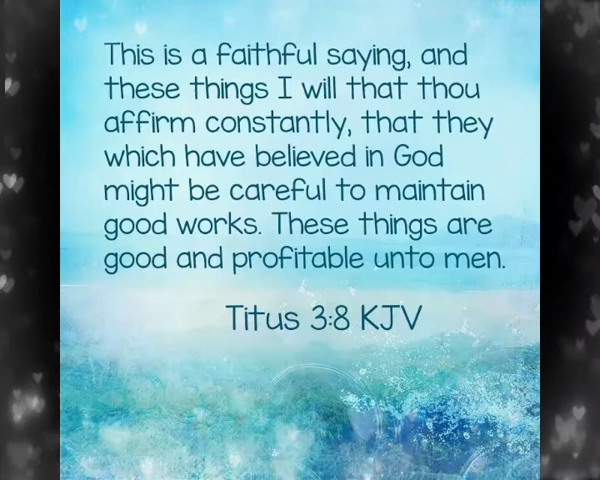 This is a faithful saying, and
these things I will that thou
affirm constantly, that they
which have believed in God
might be careful to maintain
good works. These things are
good and profitable unto men.
Titus 3:8 KJV